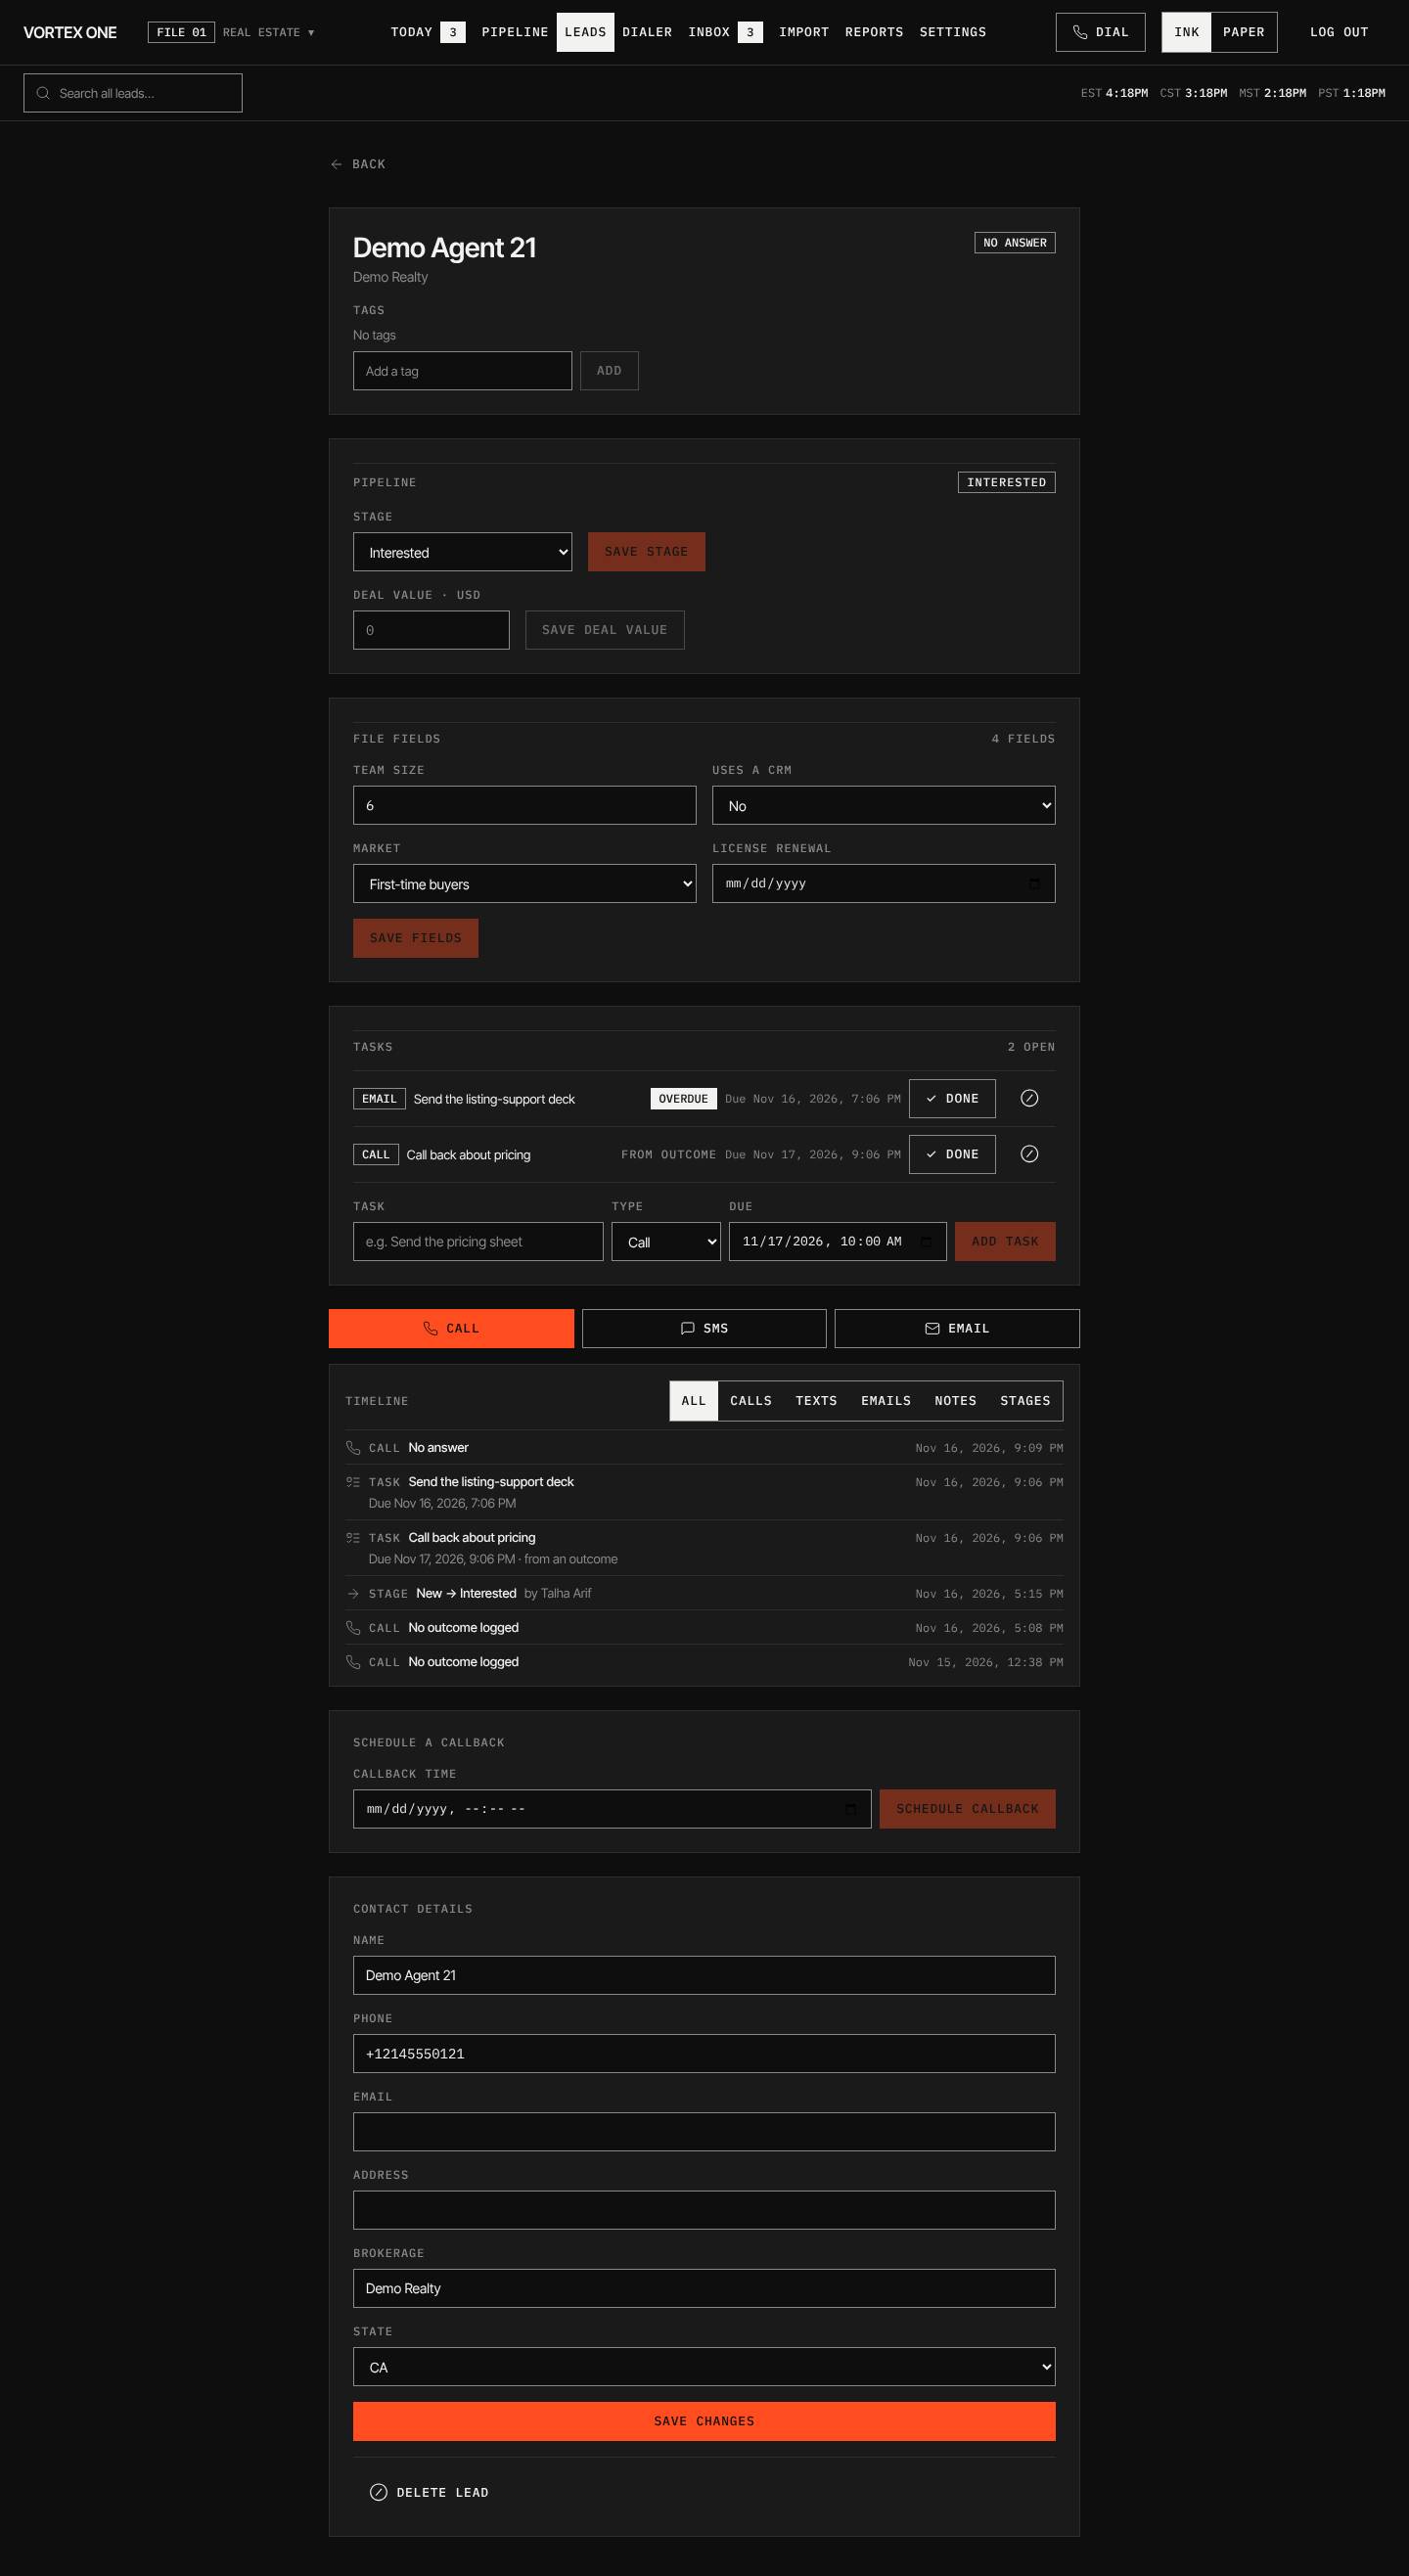 VORTEX ONE FILE 01 REAL ESTATE ▾ TODAY 3 PIPELINE LEADS DIALER INBOX 3 IMPORT REPORTS SETTINGS DIAL INK PAPER LOG OUT
Search all leads... EST 4:18PM CST 3:18PM MST 2:18PM PST 1:18PM
← BACK
Demo Agent 21 NO ANSWER
Demo Realty
TAGS
No tags
Add a tag ADD
PIPELINE INTERESTED
STAGE
Interested SAVE STAGE
DEAL VALUE · USD
0 SAVE DEAL VALUE
FILE FIELDS 4 FIELDS
TEAM SIZE USES A CRM
6 No
MARKET LICENSE RENEWAL
First-time buyers mm/dd/yyyy
SAVE FIELDS
TASKS 2 OPEN
EMAIL Send the listing-support deck OVERDUE Due Nov 16, 2026, 7:06 PM ✓ DONE
CALL Call back about pricing FROM OUTCOME Due Nov 17, 2026, 9:06 PM ✓ DONE
TASK TYPE DUE
e.g. Send the pricing sheet Call 11/17/2026, 10:00 AM ADD TASK
CALL SMS EMAIL
TIMELINE ALL CALLS TEXTS EMAILS NOTES STAGES
CALL No answer Nov 16, 2026, 9:09 PM
TASK Send the listing-support deck Nov 16, 2026, 9:06 PM
Due Nov 16, 2026, 7:06 PM
TASK Call back about pricing Nov 16, 2026, 9:06 PM
Due Nov 17, 2026, 9:06 PM · from an outcome
STAGE New → Interested by Talha Arif Nov 16, 2026, 5:15 PM
CALL No outcome logged Nov 16, 2026, 5:08 PM
CALL No outcome logged Nov 15, 2026, 12:38 PM
SCHEDULE A CALLBACK
CALLBACK TIME
mm/dd/yyyy, --:-- -- SCHEDULE CALLBACK
CONTACT DETAILS
NAME
Demo Agent 21
PHONE
+12145550121
EMAIL
ADDRESS
BROKERAGE
Demo Realty
STATE
CA
SAVE CHANGES
DELETE LEAD